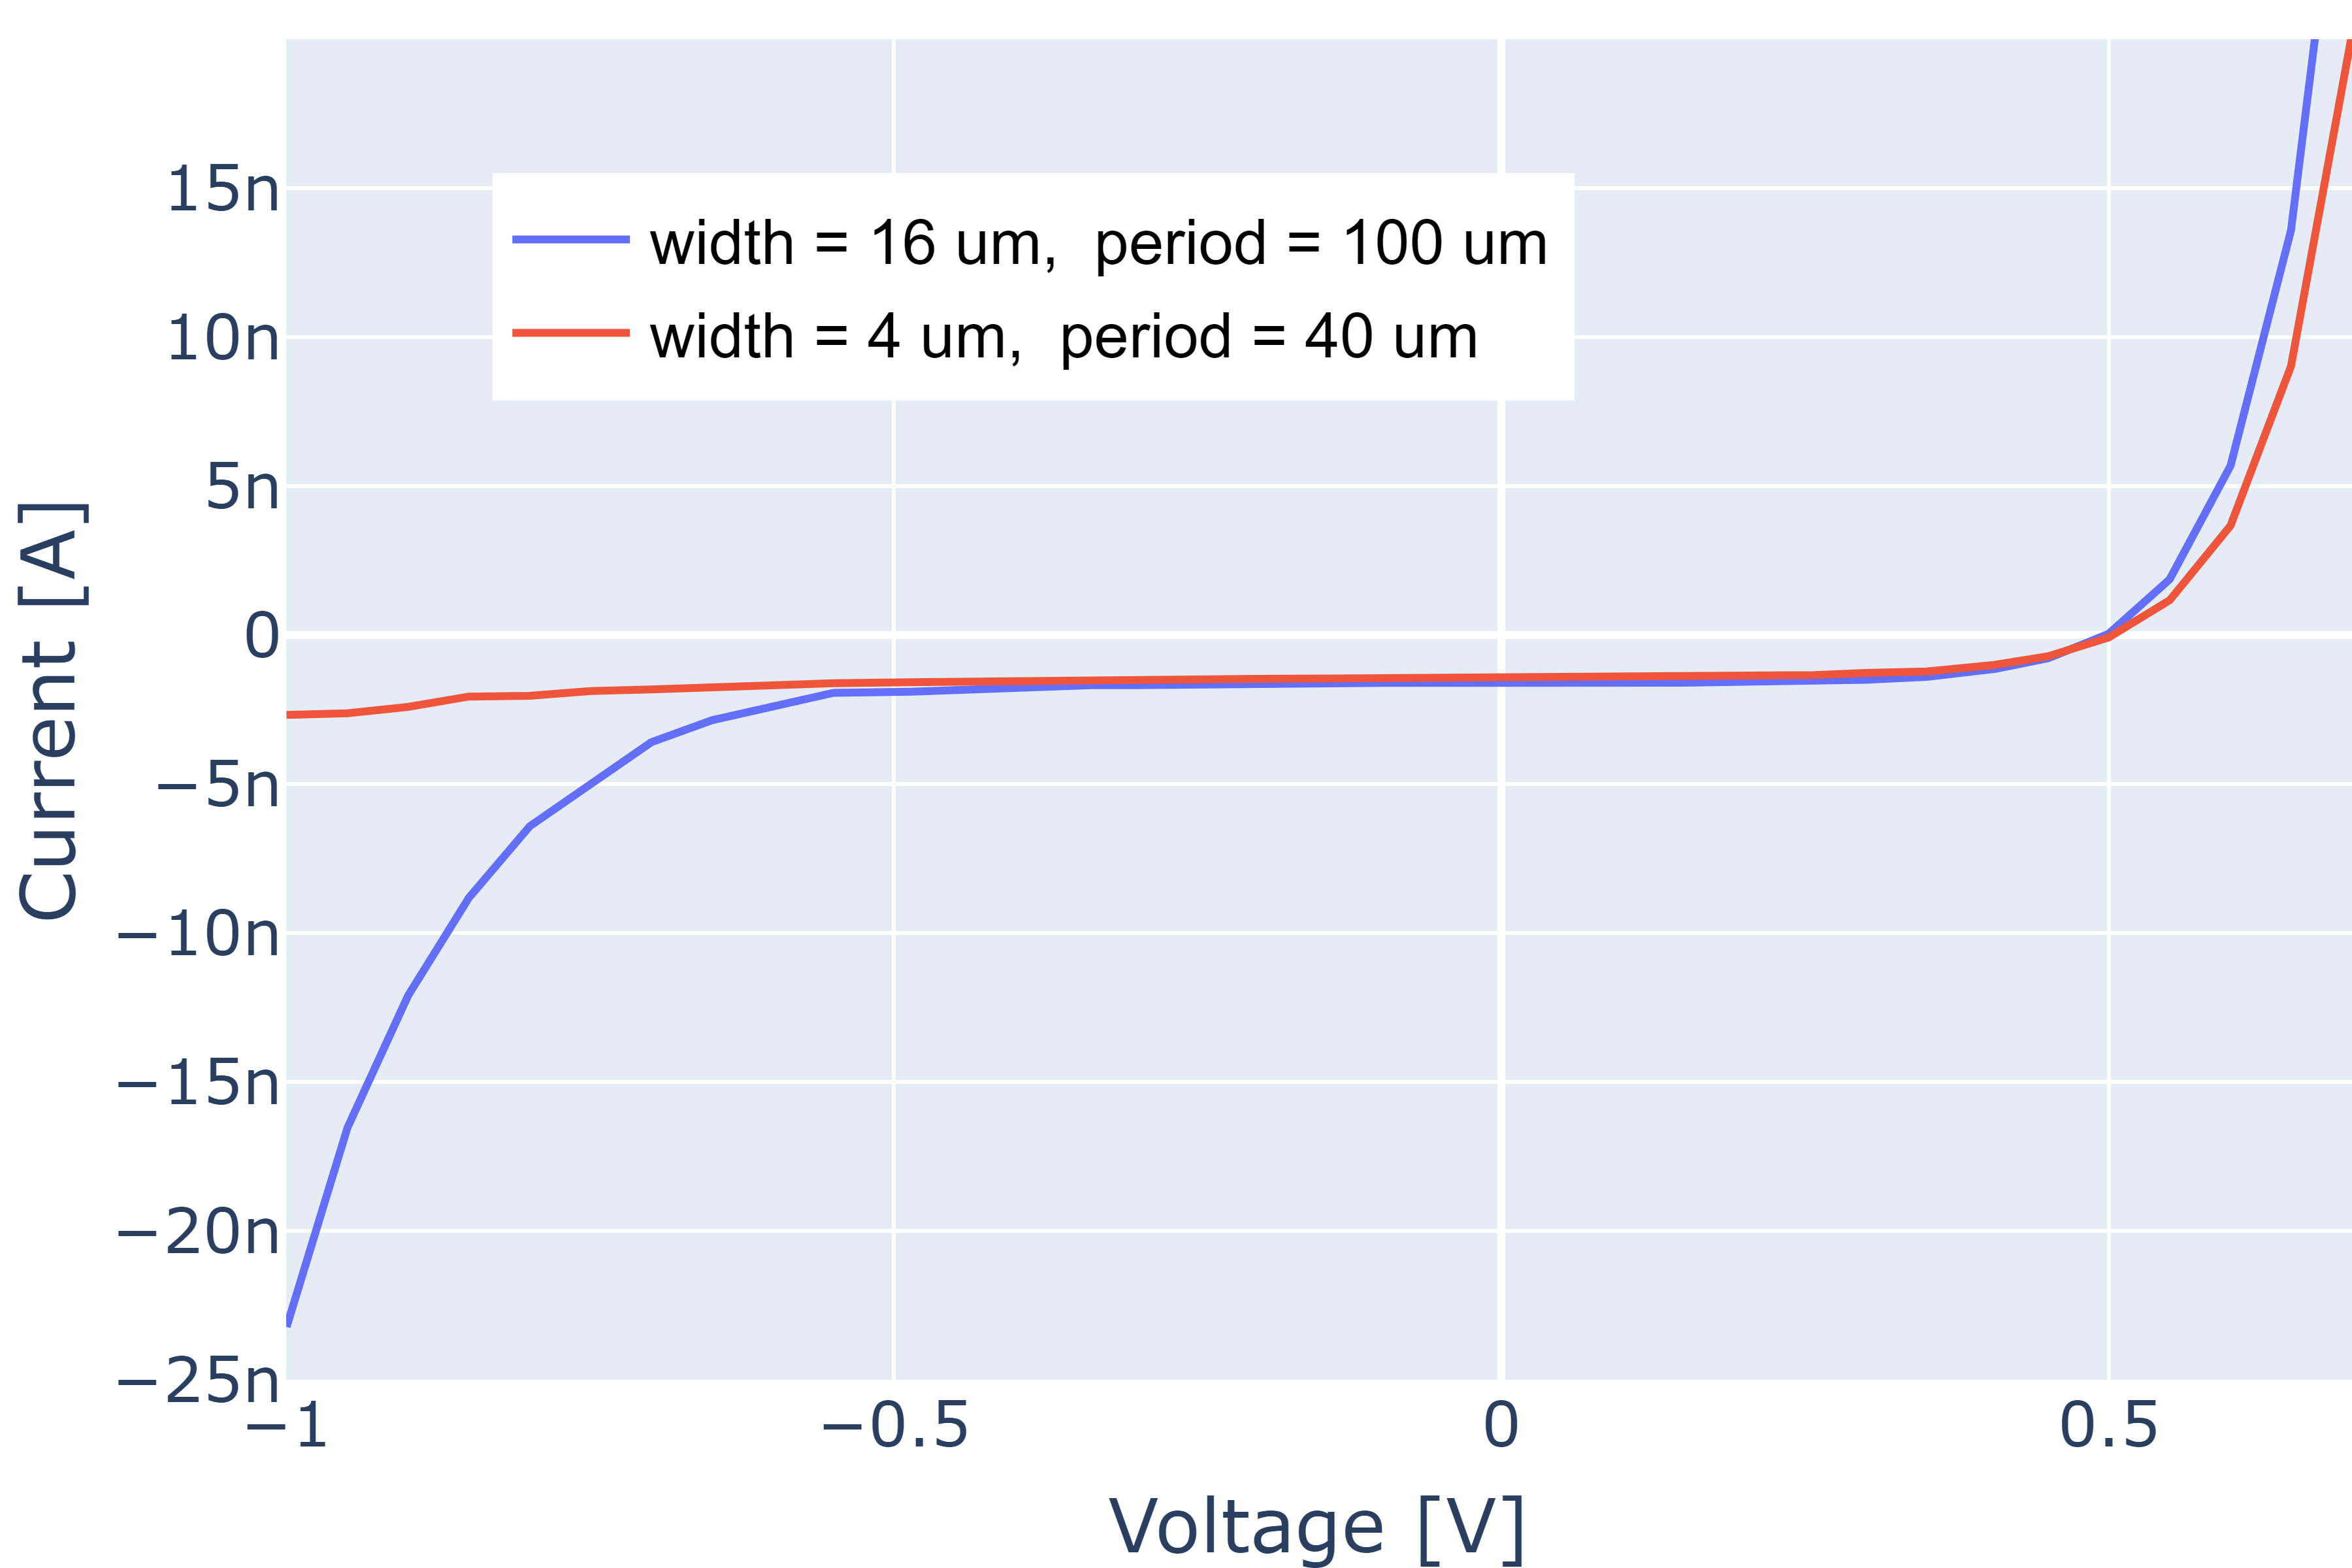 15n
10n
5n
0
−5n
−10n
−15n
−20n
−25n
Current [A]
width = 16 um, period = 100 um
width = 4 um, period = 40 um
−1
−0.5
0
0.5
Voltage [V]